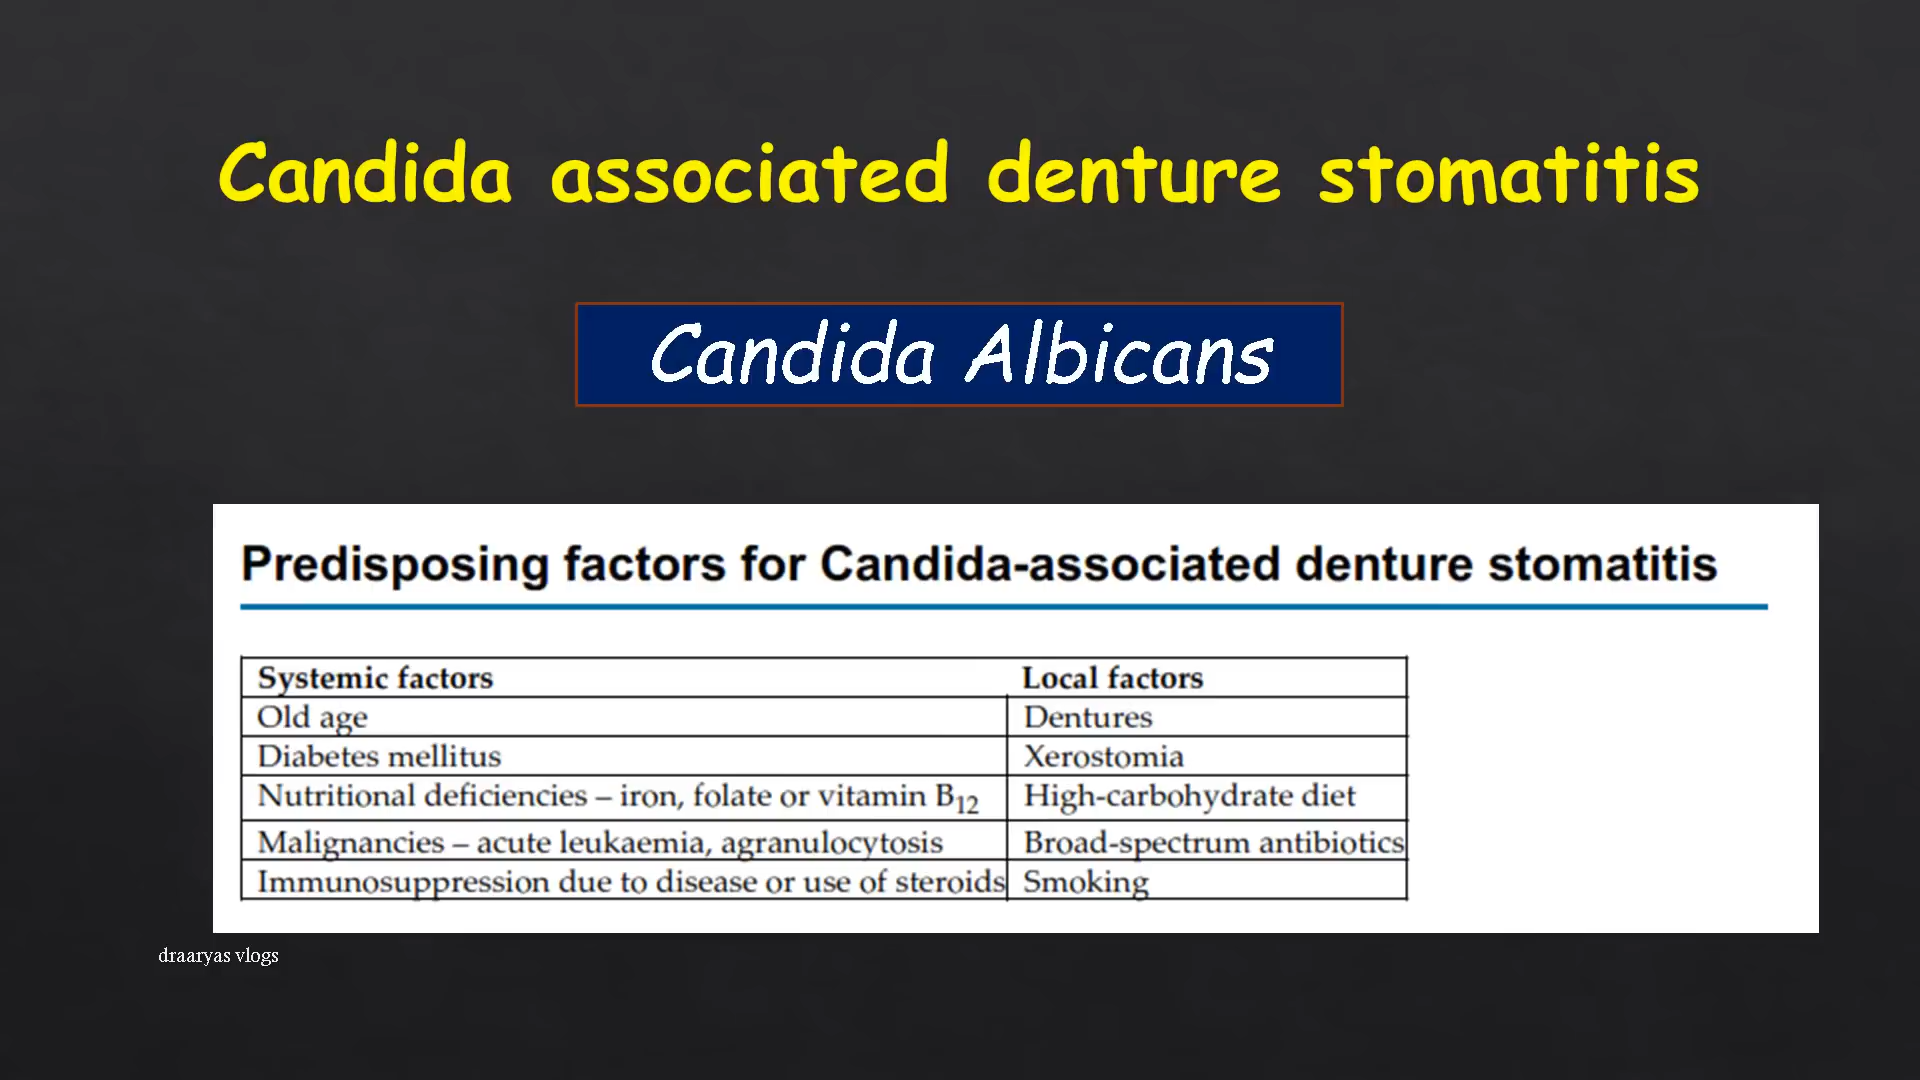 Candida associated denture stomatitis
Candida Albicans
Predisposing factors for Candida-associated denture stomatitis
Systemic factors Local factors
Old age Dentures
Diabetes mellitus Xerostomia
Nutritional deficiencies – iron, folate or vitamin B12 High-carbohydrate diet
Malignancies – acute leukaemia, agranulocytosis Broad-spectrum antibiotics
Immunosuppression due to disease or use of steroids Smoking
draaryas vlogs